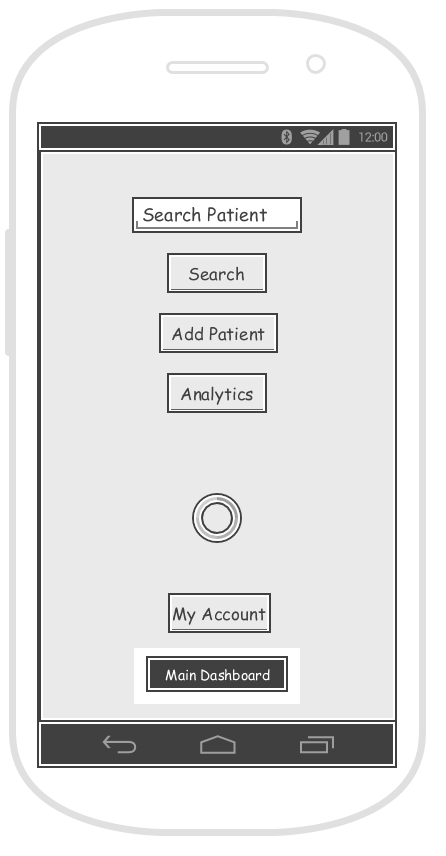 12:00
Search Patient
Search
Add Patient
Analytics
My Account
Main Dashboard